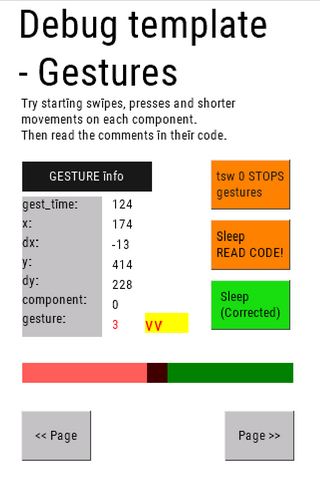 Debug template
- Gestures
Try starting swipes, presses and shorter
movements on each component.
Then read the comments in their code.
GESTURE info
tsw 0 STOPS
gestures
gest_time: 124
x: 174
dx: -13
y: 414
dy: 228
component: 0
gesture: 3 VV
Sleep
READ CODE!
Sleep
(Corrected)
<< Page
Page >>